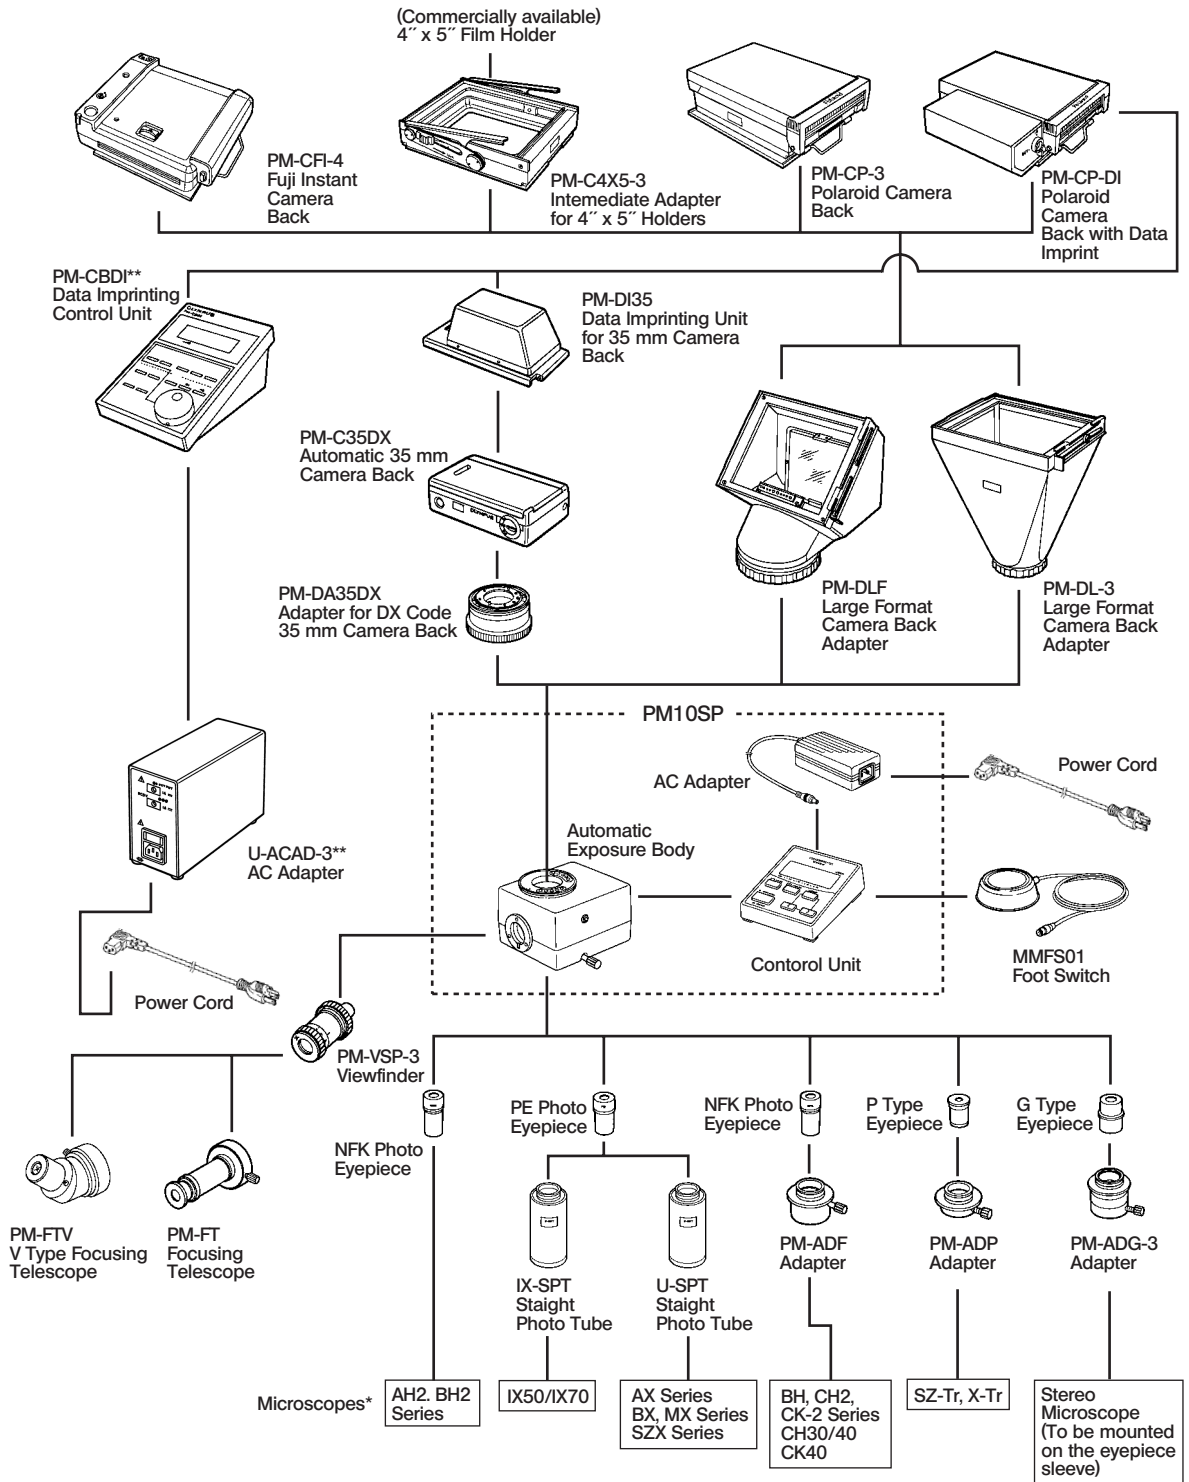 (Commercially available)
4˝ x 5˝ Film Holder
PM-CFI-4
Fuji Instant
Camera
Back
PM-C4X5-3
Intemediate Adapter
for 4˝ x 5˝ Holders
PM-CP-3
Polaroid Camera
Back
PM-CP-DI
Polaroid
Camera
Back with Data
Imprint
PM-CBDI**
Data Imprinting
Control Unit
PM-DI35
Data Imprinting Unit
for 35 mm Camera
Back
PM-C35DX
Automatic 35 mm
Camera Back
OLYMPUS
PM-DA35DX
Adapter for DX Code
35 mm Camera Back
PM-DLF
Large Format
Camera Back
Adapter
PM-DL-3
Large Format
Camera Back
Adapter
PM10SP
AC Adapter
Power Cord
Automatic
Exposure Body
U-ACAD-3**
AC Adapter
Contorol Unit
MMFS01
Foot Switch
Power Cord
PM-VSP-3
Viewfinder
NFK Photo
Eyepiece
PE Photo
Eyepiece
NFK Photo
Eyepiece
P Type
Eyepiece
G Type
Eyepiece
PM-FTV
V Type Focusing
Telescope
PM-FT
Focusing
Telescope
IX-SPT
Staight
Photo Tube
U-SPT
Staight
Photo Tube
PM-ADF
Adapter
PM-ADP
Adapter
PM-ADG-3
Adapter
Microscopes*
AH2. BH2
Series
IX50/IX70
AX Series
BX, MX Series
SZX Series
BH, CH2,
CK-2 Series
CH30/40
CK40
SZ-Tr, X-Tr
Stereo
Microscope
(To be mounted
on the eyepiece
sleeve)